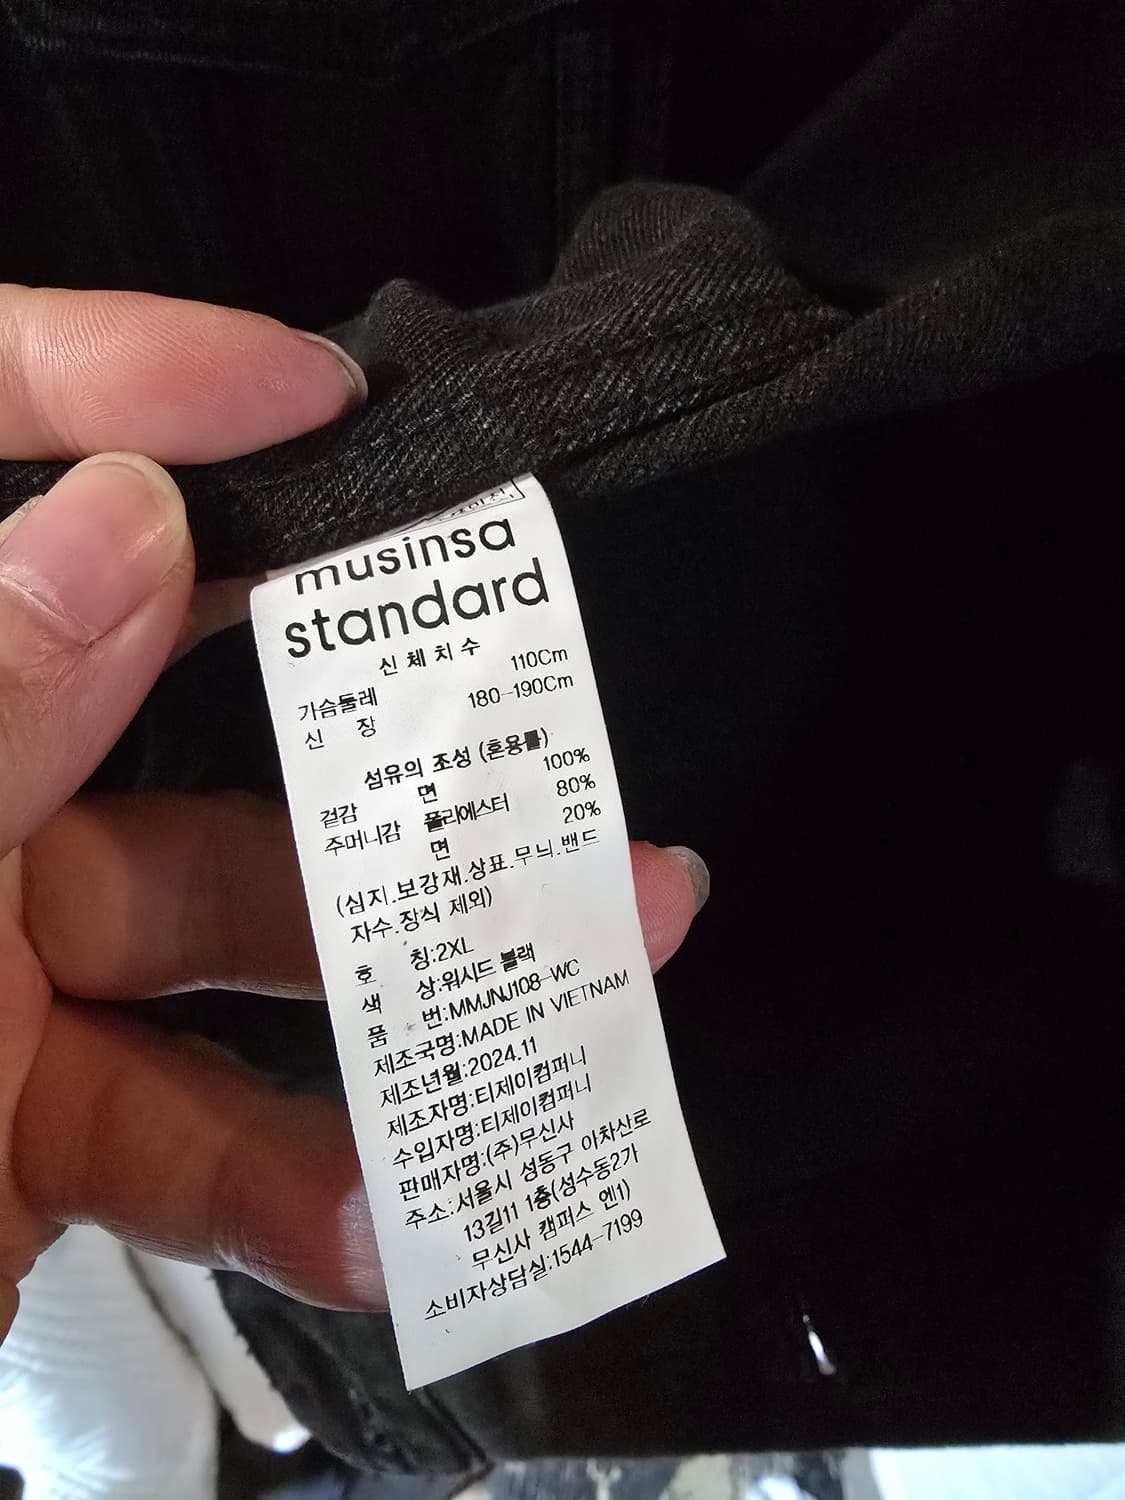 musinsa
standard
신 체 치 수
가슴둘레 110Cm
신 장 180-190Cm
섬유의 조성 (혼용률)
겉감 면 100%
주머니감 폴리에스터 80%
면 20%
(심지.보강재.상표.무늬.밴드
자수.장식 제외)
호 칭:2XL
색 상:워시드 블랙
품 번:MMJNJ108-WC
제조국명:MADE IN VIETNAM
제조년월:2024.11
제조자명:티제이컴퍼니
수입자명:티제이컴퍼니
판매자명:(주)무신사
주소:서울시 성동구 아차산로
13길11 1층(성수동2가
무신사 캠퍼스 엔1)
소비자상담실:1544-7199